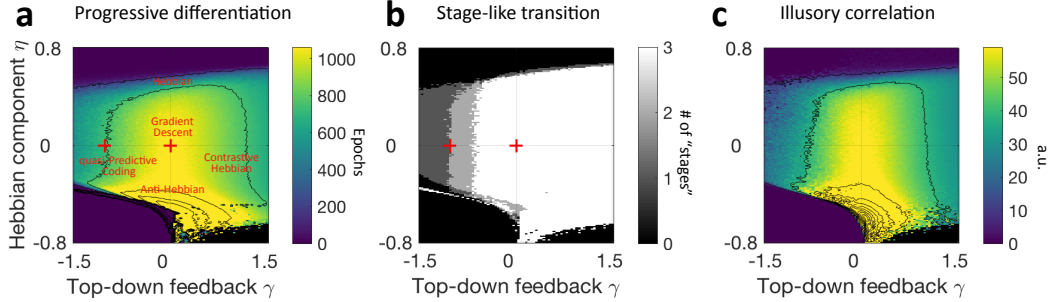 a Progressive differentiation
b Stage-like transition
c Illusory correlation
Hebbian component η
0.8
0
-0.8
Gradient
Descent
quasi-Predictive
Coding
Contrastive
Hebbian
Anti-Hebbian
-1.5 0 1.5
Top-down feedback γ
1000
800
600
400
200
0
Epochs
0.8
0
-0.8
-1.5 0 1.5
Top-down feedback γ
3
2
1
0
# of "stages"
0.8
0
-0.8
-1.5 0 1.5
Top-down feedback γ
50
40
30
20
10
0
a.u.